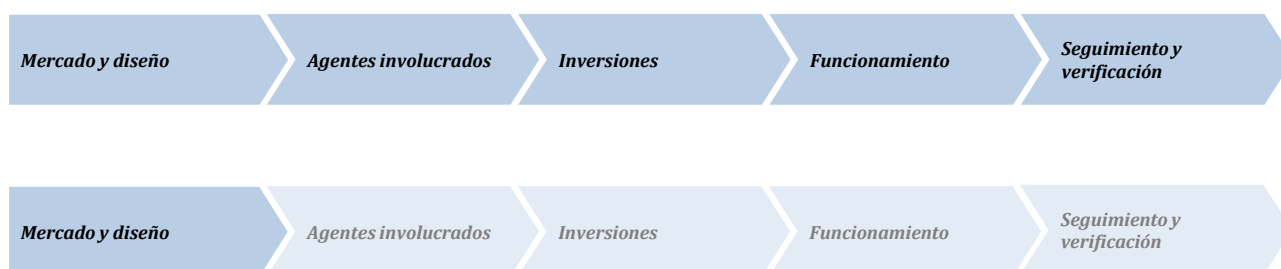 Mercado y diseño
Agentes involucrados
Inversiones
Funcionamiento
Seguimiento y
verificación
Mercado y diseño
Agentes involucrados
Inversiones
Funcionamiento
Seguimiento y
verificación